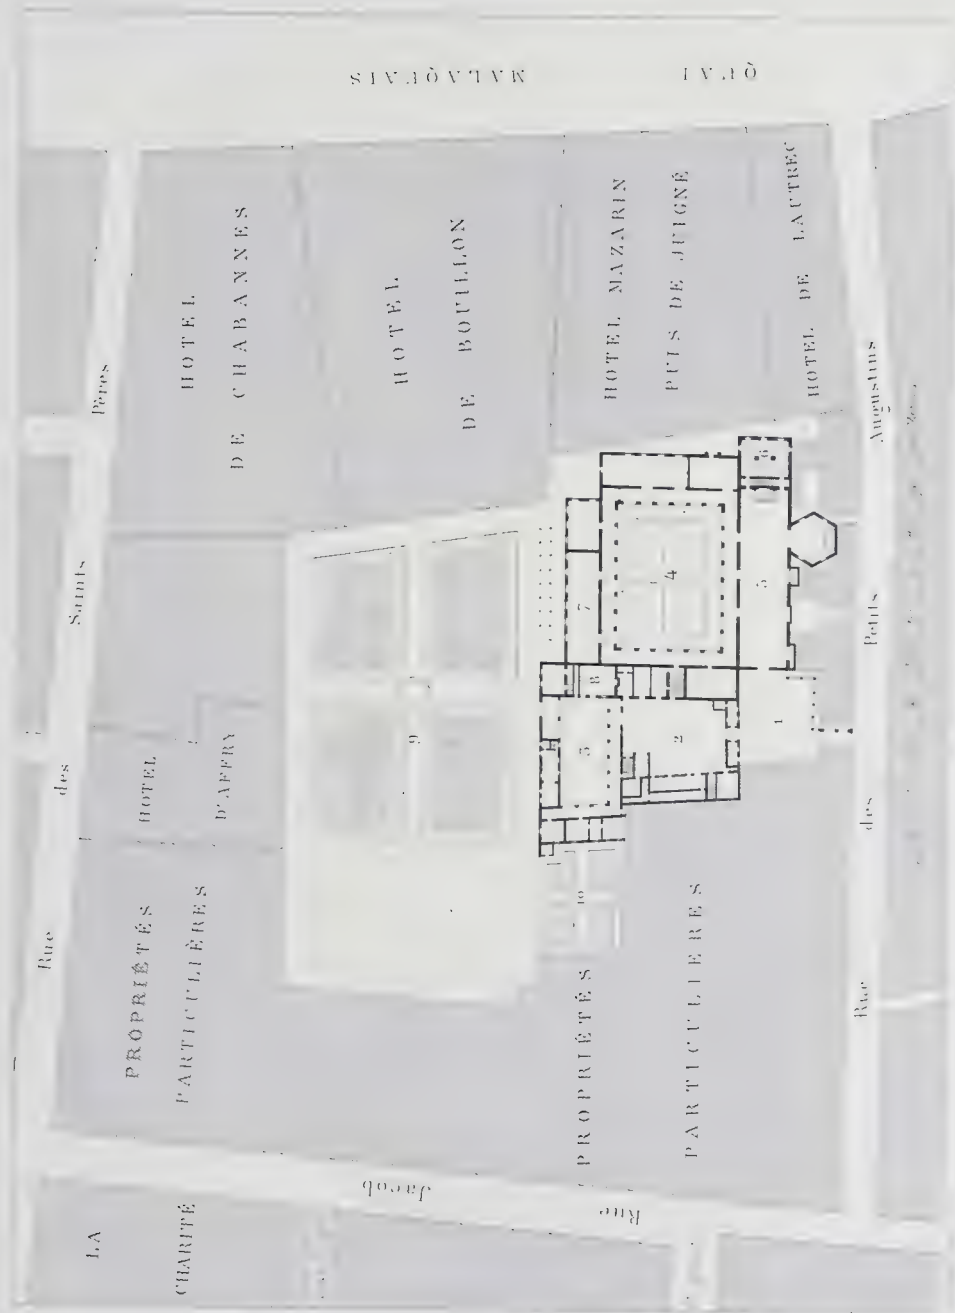 QUAI MALAQUAIS
Rue des Saints Pères
HOTEL
DE CHABANNES
HOTEL
DE BOUILLON
HOTEL MAZARIN
PUIS DE JUIGNÉ
HOTEL DE LAUTREC
HOTEL
D'AFFRY
PROPRIÉTÉS
PARTICULIÈRES
PROPRIÉTÉS
PARTICULIERES
1
2
3
4
5
6
7
8
9
10
Rue des Petits Augustins
Rue Jacob
LA
CHARITÉ